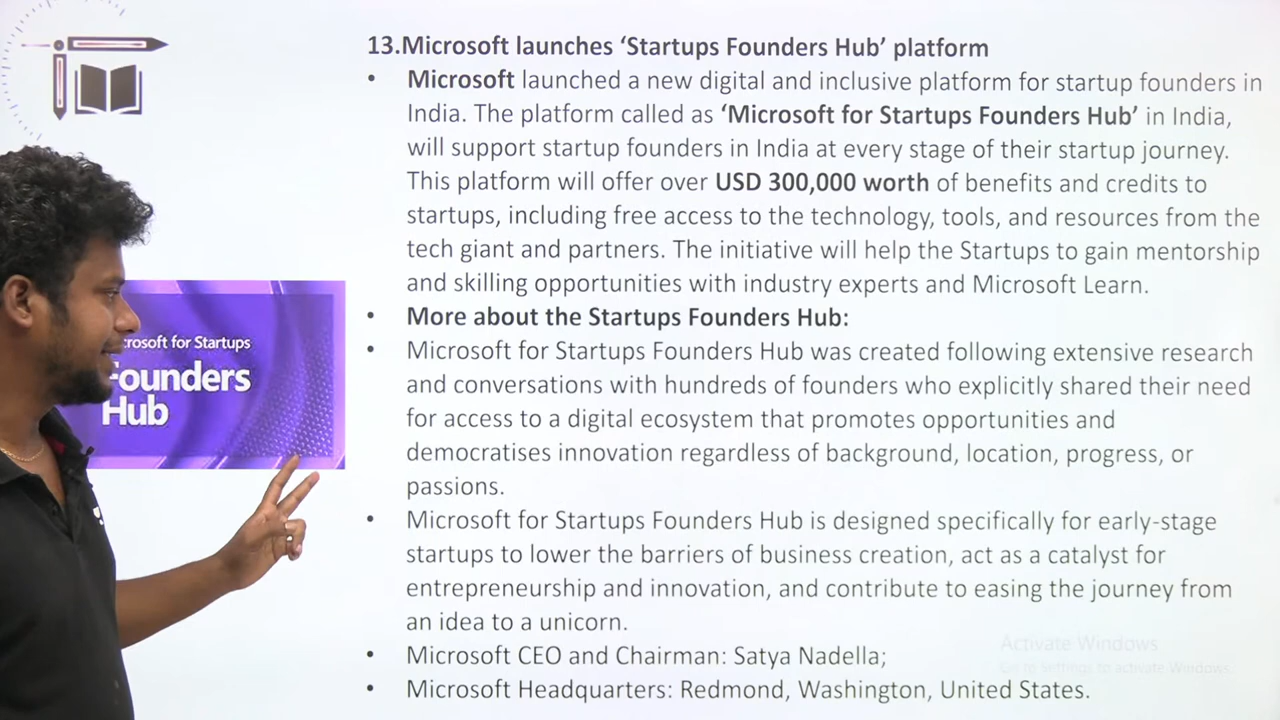 13.Microsoft launches ‘Startups Founders Hub’ platform
• Microsoft launched a new digital and inclusive platform for startup founders in
India. The platform called as ‘Microsoft for Startups Founders Hub’ in India,
will support startup founders in India at every stage of their startup journey.
This platform will offer over USD 300,000 worth of benefits and credits to
startups, including free access to the technology, tools, and resources from the
tech giant and partners. The initiative will help the Startups to gain mentorship
and skilling opportunities with industry experts and Microsoft Learn.
• More about the Startups Founders Hub:
• Microsoft for Startups Founders Hub was created following extensive research
and conversations with hundreds of founders who explicitly shared their need
for access to a digital ecosystem that promotes opportunities and
democratises innovation regardless of background, location, progress, or
passions.
• Microsoft for Startups Founders Hub is designed specifically for early-stage
startups to lower the barriers of business creation, act as a catalyst for
entrepreneurship and innovation, and contribute to easing the journey from
an idea to a unicorn.
• Microsoft CEO and Chairman: Satya Nadella;
• Microsoft Headquarters: Redmond, Washington, United States.
crosoft for Startups
Founders
Hub
Activate Windows
Go to settings to activate Windows.